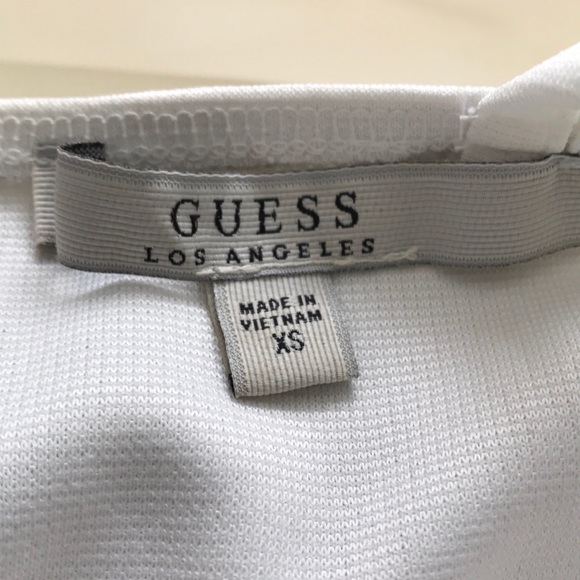 GUESS
LOS ANGELES
MADE IN
VIETNAM
XS